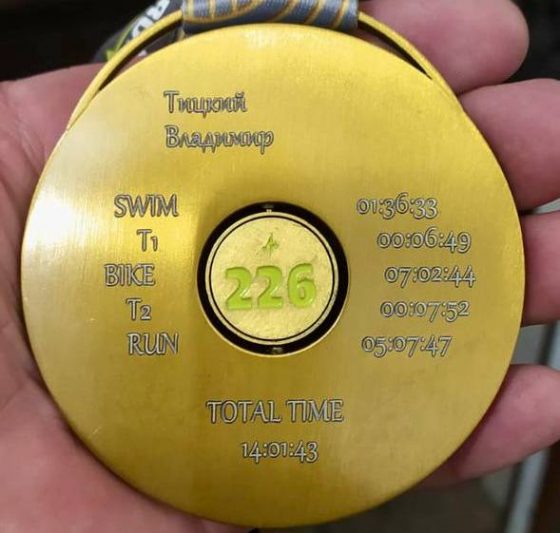 Тицкий
Владимир
SWIM 01:36:33
T1 00:06:49
BIKE 07:02:44
226
T2 00:07:52
RUN 05:07:47
TOTAL TIME
14:01:43